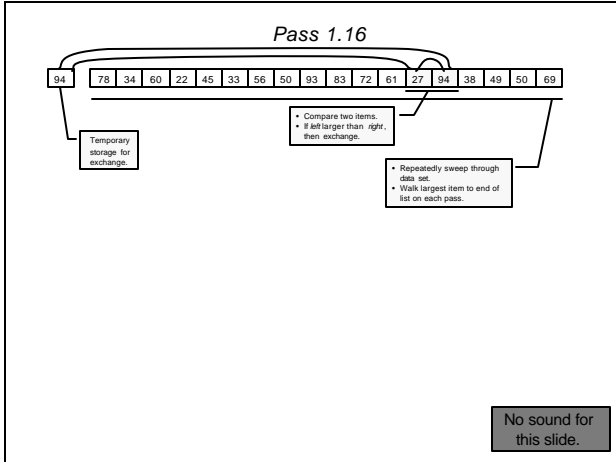 Pass 1.16
94 78 34 60 22 45 33 56 50 93 83 72 61 27 94 38 49 50 69
Temporary
storage for
exchange.
• Compare two items.
• If left larger than right,
then exchange.
• Repeatedly sweep through
data set.
• Walk largest item to end of
list on each pass.
No sound for
this slide.